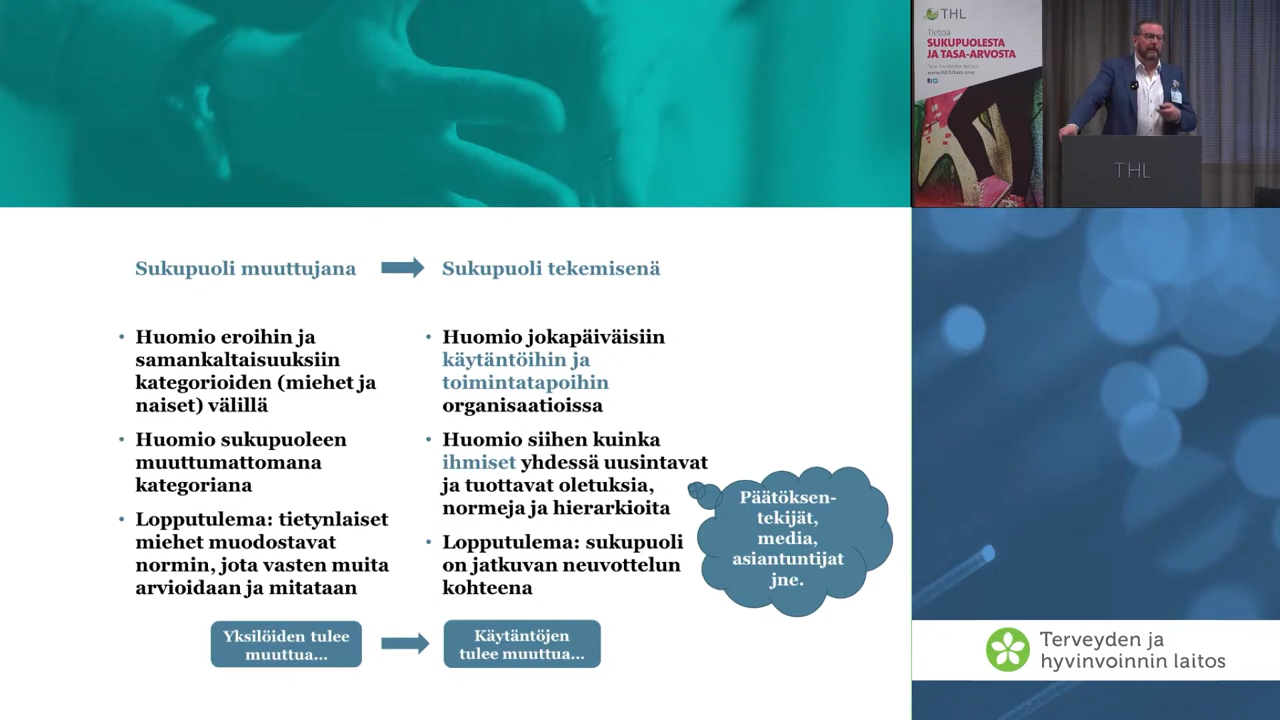 Sukupuoli muuttujana
Sukupuoli tekemisenä
Huomio eroihin ja
samankaltaisuuksiin
kategorioiden (miehet ja
naiset) välillä
Huomio sukupuoleen
muuttumattomana
kategoriana
Lopputulema: tietynlaiset
miehet muodostavat
normin, jota vasten muita
arvioidaan ja mitataan
Huomio jokapäiväisiin
käytäntöihin ja
toimintatapoihin
organisaatioissa
Huomio siihen kuinka
ihmiset yhdessä uusintavat
ja tuottavat oletuksia,
normeja ja hierarkioita
Lopputulema: sukupuoli
on jatkuvan neuvottelun
kohteena
Päätöksen-
tekijät,
media,
asiantuntijat
jne.
Yksilöiden tulee
muuttua...
Käytäntöjen
tulee muuttua...
THL
Tietoa
SUKUPUOLESTA
JA TASA-ARVOSTA
THL
Terveyden ja
hyvinvoinnin laitos